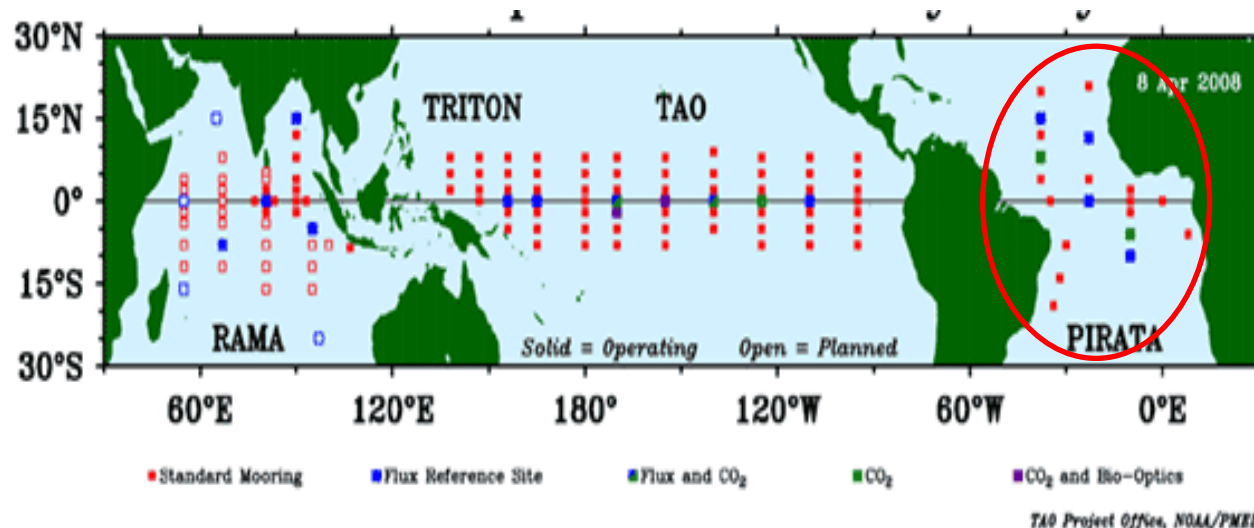 30°N
8 Apr 2008
TRITON TAO
15°N
0°
15°S
RAMA Solid = Operating Open = Planned PIRATA
30°S
60°E 120°E 180° 120°W 60°W 0°E
Standard Mooring Flux Reference Site Flux and CO₂ CO₂ CO₂ and Bio-Optics
TAO Project Office, NOAA/PMEL